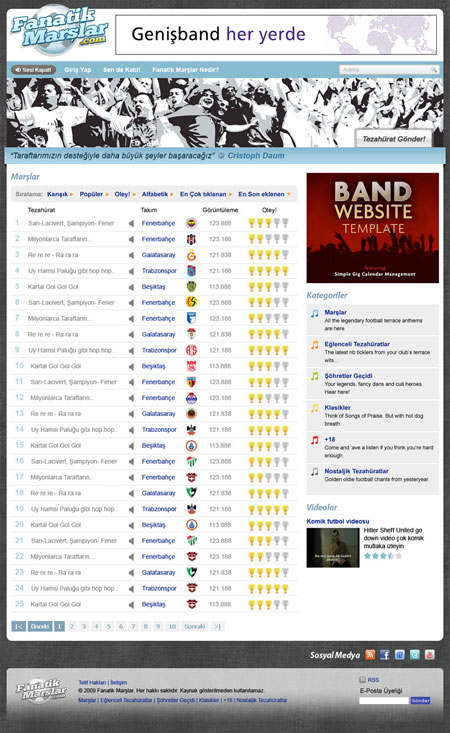 Fanatik
Marşlar
.com
Genişband her yerde
Sesi Kapat! Giriş Yap Sen de Katıl! Fanatik Marşlar Nedir? Arama
Tezahürat Gönder!
"Taraftarımızın desteğiyle daha büyük şeyler başaracağız" @ Cristoph Daum
Marşlar
Sıralama: Karışık Popüler Oley! Alfabetik En Çok tıklanan En Son eklenen
Tezahürat Takım Görüntüleme Oley!
1 Sarı-Lacivert, Şampiyon- Fener Fenerbahçe 123.888
2 Milyonlarca Taraftarın... Fenerbahçe 123.188
3 Re re re - Ra ra ra Galatasaray 121.838
4 Uy Hamsi Paluğu gibi hop hop.. Trabzonspor 121.188
5 Kartal Gol Gol Gol Beşiktaş 113.888
6 Sarı-Lacivert, Şampiyon- Fener Fenerbahçe 123.888
7 Milyonlarca Taraftarın... Fenerbahçe 123.188
8 Re re re - Ra ra ra Galatasaray 121.838
9 Uy Hamsi Paluğu gibi hop hop.. Trabzonspor 121.188
10 Kartal Gol Gol Gol Beşiktaş 113.888
11 Sarı-Lacivert, Şampiyon- Fener Fenerbahçe 123.888
12 Milyonlarca Taraftarın... Fenerbahçe 123.188
13 Re re re - Ra ra ra Galatasaray 121.838
14 Uy Hamsi Paluğu gibi hop hop.. Trabzonspor 121.188
15 Kartal Gol Gol Gol Beşiktaş 113.888
16 Sarı-Lacivert, Şampiyon- Fener Fenerbahçe 123.888
17 Milyonlarca Taraftarın... Fenerbahçe 123.188
18 Re re re - Ra ra ra Galatasaray 121.838
19 Uy Hamsi Paluğu gibi hop hop.. Trabzonspor 121.188
20 Kartal Gol Gol Gol Beşiktaş 113.888
21 Sarı-Lacivert, Şampiyon- Fener Fenerbahçe 123.888
22 Milyonlarca Taraftarın... Fenerbahçe 123.188
23 Re re re - Ra ra ra Galatasaray 121.838
24 Uy Hamsi Paluğu gibi hop hop.. Trabzonspor 121.188
25 Kartal Gol Gol Gol Beşiktaş 113.888
|< Önceki 1 2 3 4 5 6 7 8 9 10 Sonraki >|
BAND
WEBSITE
TEMPLATE
featuring
Simple Gig Calendar Management
Kategoriler
Marşlar
All the legendary football terrace anthems
are here.
Eğlenceli Tezahüratlar
The latest rib ticklers from your club's terrace
wits...
Şöhretler Geçidi
Your legends, fancy dans and cult heroes.
Hear here!
Klasikler
Think of Songs of Praise. But with hot dog
breath.
+18
Come and 'ave a listen if you think you're hard
enough.
Nostaljik Tezahüratlar
Golden oldie football chants from yesteryear.
Videolar
Komik futbol videosu
Hitler Sheff United go
down video çok komik
mutlaka izleyin
Sosyal Medya
Fanatik
Marşlar
Telif Hakları | İletişim
© 2009 Fanatik Marşlar. Her hakkı saklıdır. Kaynak gösterilmeden kullanılamaz.
Marşlar | Eğlenceli Tezahüratlar | Şöhretler Geçidi | Klasikler | +18 | Nostaljik Tezahüratlar
RSS
E-Posta Üyeliği
Gönder